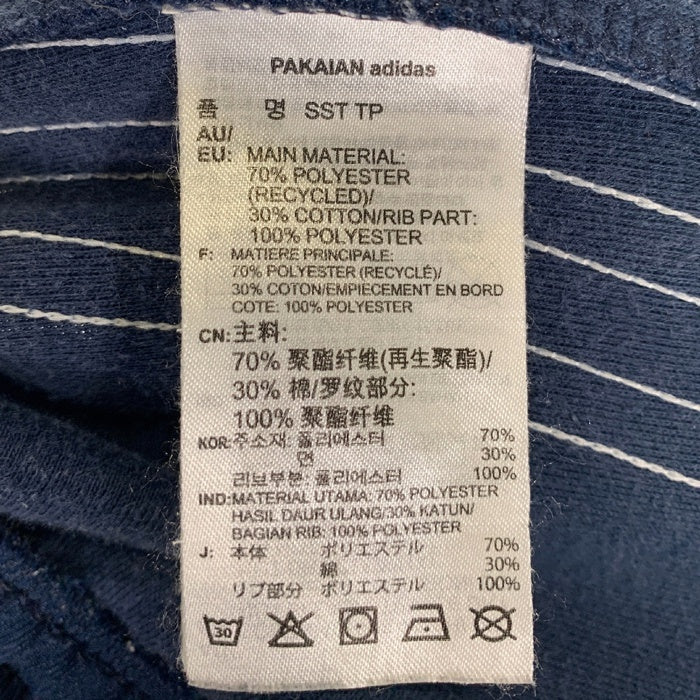 PAKAIAN adidas
품 명 SST TP
AU/
EU: MAIN MATERIAL:
70% POLYESTER
(RECYCLED)/
30% COTTON/RIB PART:
100% POLYESTER
F: MATIERE PRINCIPALE:
70% POLYESTER (RECYCLÉ)/
30% COTON/EMPIECEMENT EN BORD
COTE: 100% POLYESTER
CN: 主料:
70% 聚酯纤维(再生聚酯)/
30% 棉/罗纹部分:
100% 聚酯纤维
KOR: 주소재: 폴리에스터 70%
면 30%
리브부분: 폴리에스터 100%
IND: MATERIAL UTAMA: 70% POLYESTER
HASIL DAUR ULANG/30% KATUN/
BAGIAN RIB: 100% POLYESTER
J: 本体 ポリエステル 70%
綿 30%
リブ部分 ポリエステル 100%
30